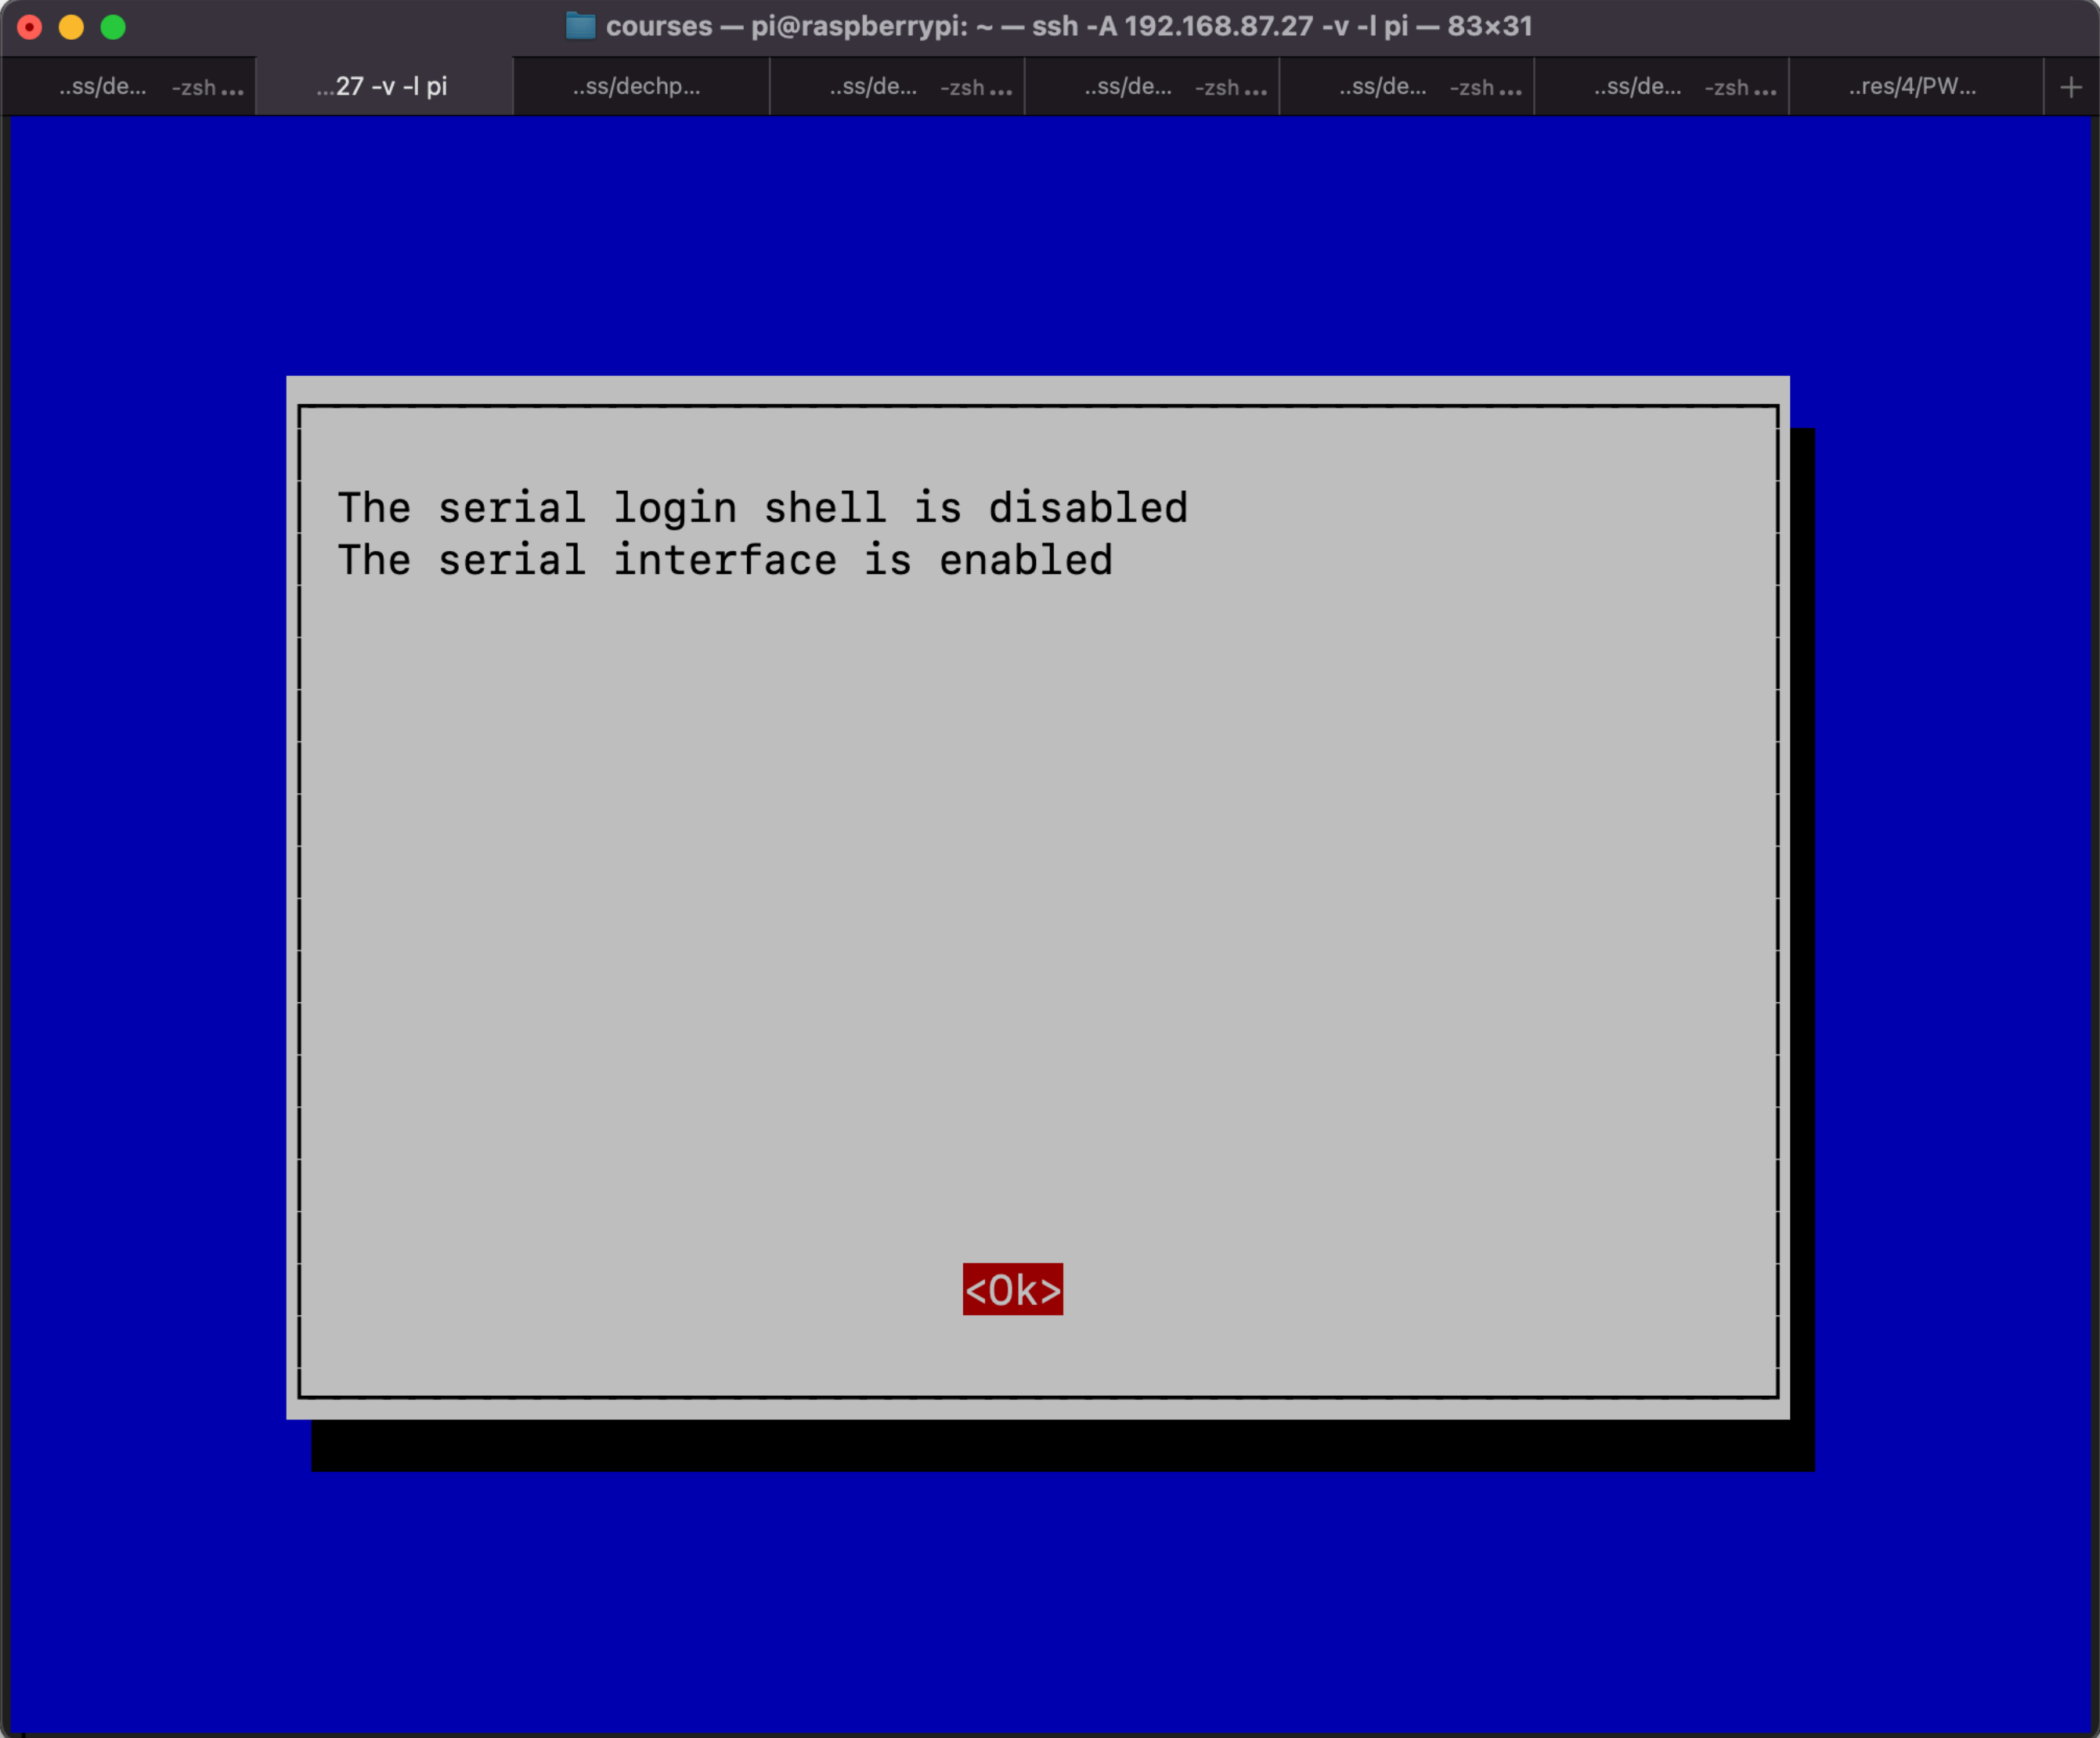 courses — pi@raspberrypi: ~ — ssh -A 192.168.87.27 -v -l pi — 83×31
..ss/de... -zsh ... ...27 -v -l pi ..ss/dechp... ..ss/de... -zsh ... ..ss/de... -zsh ... ..ss/de... -zsh ... ..ss/de... -zsh ... ..res/4/PW... +
The serial login shell is disabled
The serial interface is enabled
<Ok>